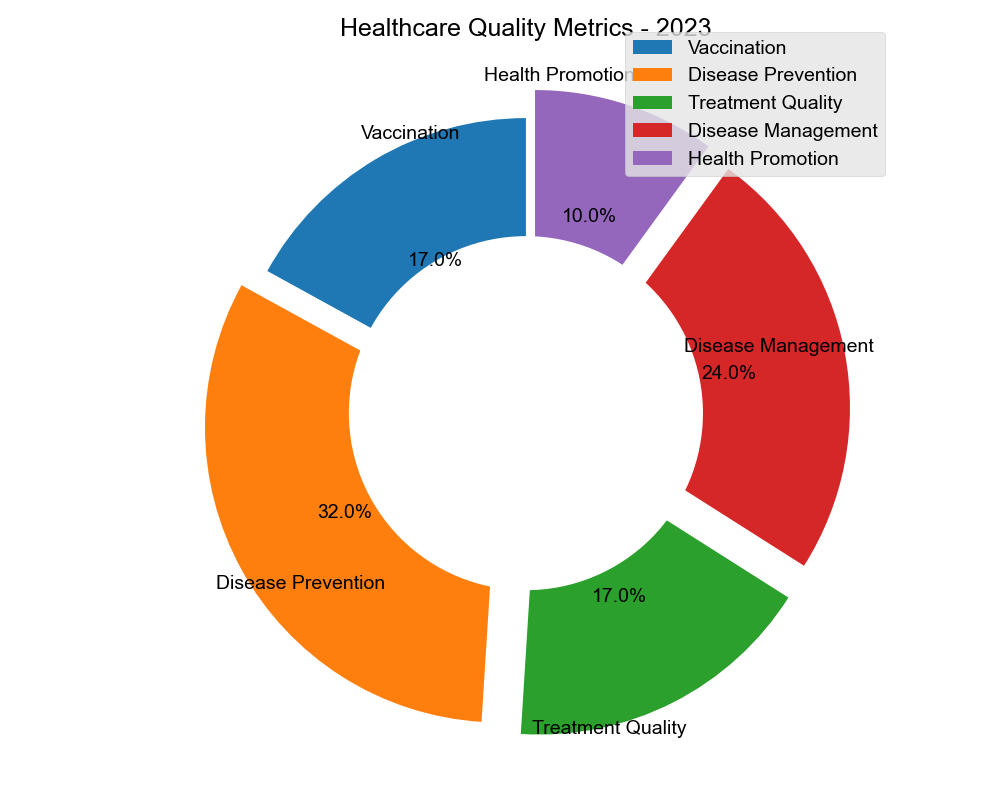 Healthcare Quality Metrics - 2023
Vaccination
Disease Prevention
Treatment Quality
Disease Management
Health Promotion
Health Promotion
Vaccination
10.0%
17.0%
Disease Management
24.0%
32.0%
Disease Prevention
17.0%
Treatment Quality